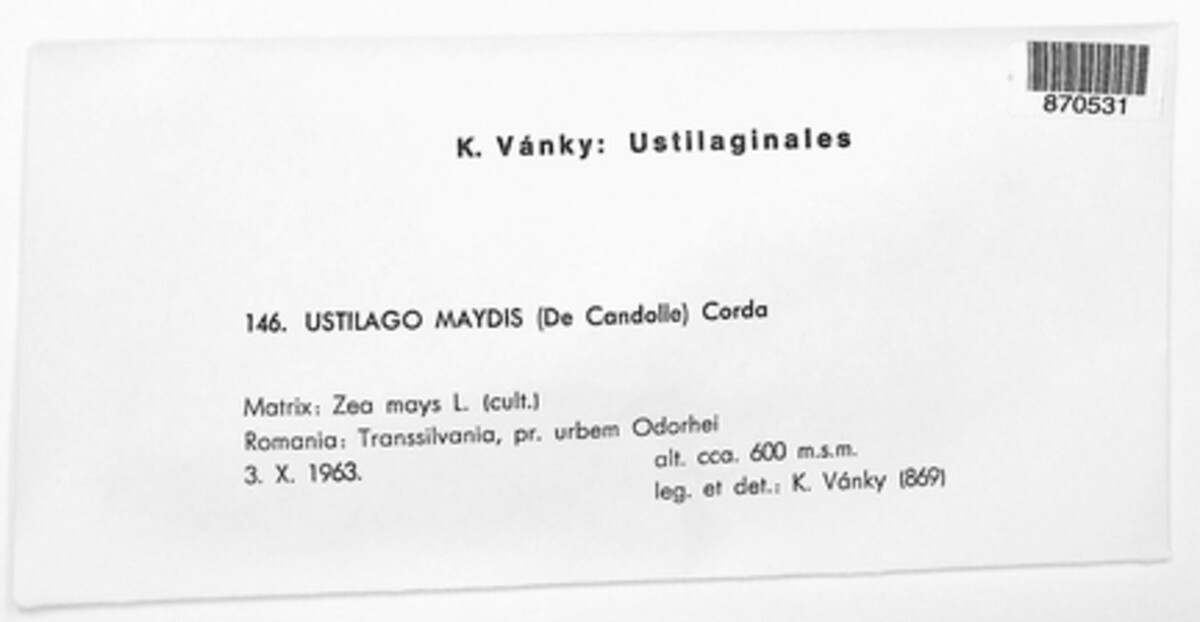 870531
K. Vánky: Ustilaginales
146. USTILAGO MAYDIS (De Candolle) Corda
Matrix: Zea mays L. (cult.)
Romania: Transsilvania, pr. urbem Odorhei
alt. cca. 600 m.s.m.
3. X. 1963.
leg. et det.: K. Vánky (869)